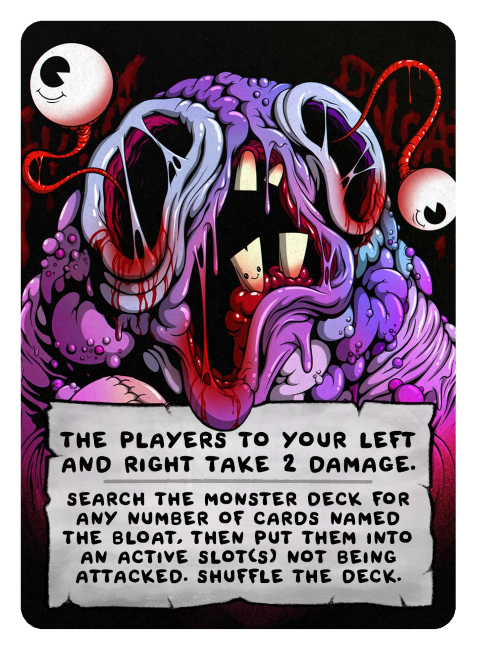 THE PLAYERS TO YOUR LEFT
AND RIGHT TAKE 2 DAMAGE.
SEARCH THE MONSTER DECK FOR
ANY NUMBER OF CARDS NAMED
THE BLOAT, THEN PUT THEM INTO
AN ACTIVE SLOT(S) NOT BEING
ATTACKED. SHUFFLE THE DECK.